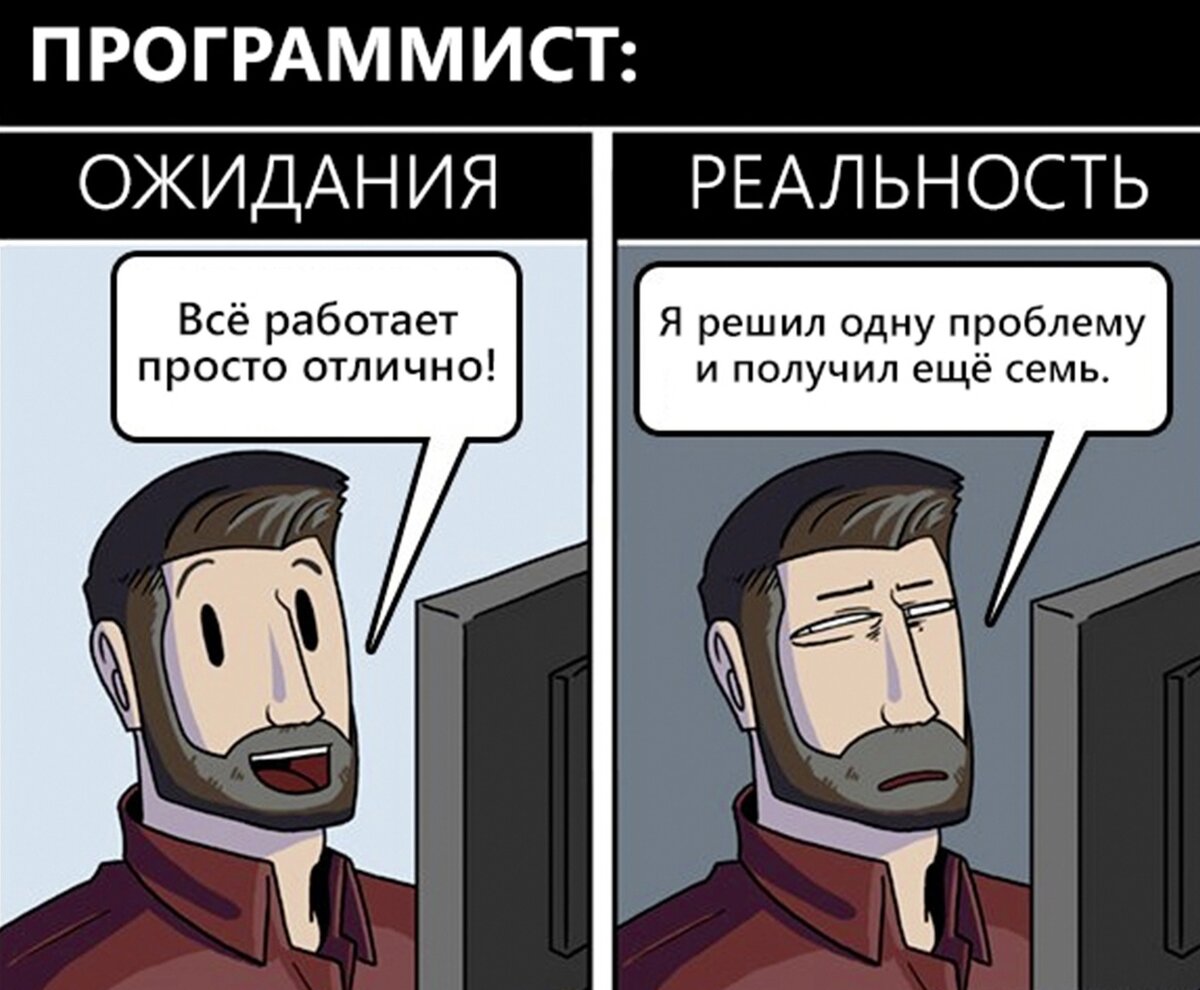 ПРОГРАММИСТ:
ОЖИДАНИЯ
Всё работает
просто отлично!
РЕАЛЬНОСТЬ
Я решил одну проблему
и получил ещё семь.